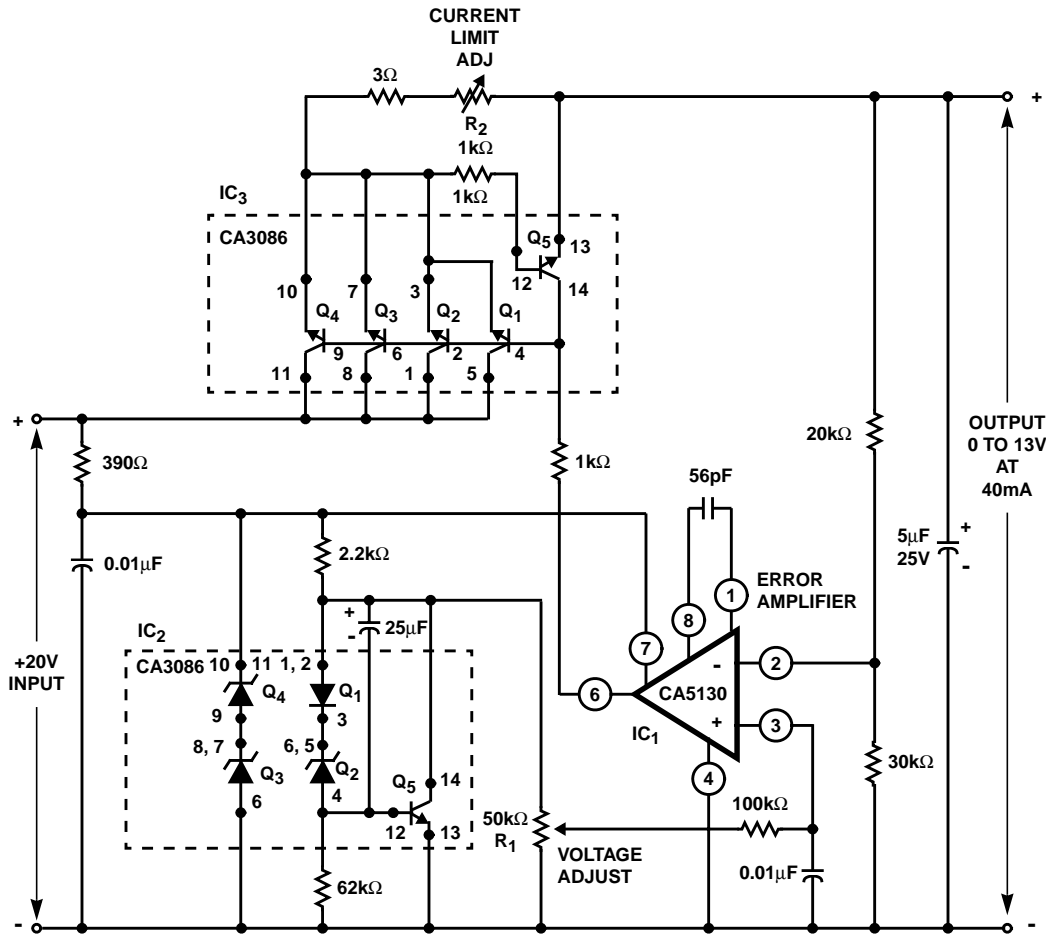 CURRENT
LIMIT
ADJ
3Ω
R2
1kΩ
1kΩ
+
IC3
CA3086
Q5
13
12
14
10
7
3
Q4
Q3
Q2
Q1
9
6
2
4
11
8
1
5
+
390Ω
1kΩ
20kΩ
OUTPUT
0 TO 13V
AT
40mA
56pF
0.01µF
2.2kΩ
5µF
25V
+
-
1
ERROR
AMPLIFIER
8
7
+
-
25µF
IC2
CA3086
+20V
INPUT
10
11
1, 2
Q4
Q1
9
3
8, 7
6, 5
Q3
Q2
6
4
Q5
14
12
13
6
-
2
CA5130
+
3
IC1
4
30kΩ
100kΩ
50kΩ
R1
VOLTAGE
ADJUST
0.01µF
62kΩ
-
-